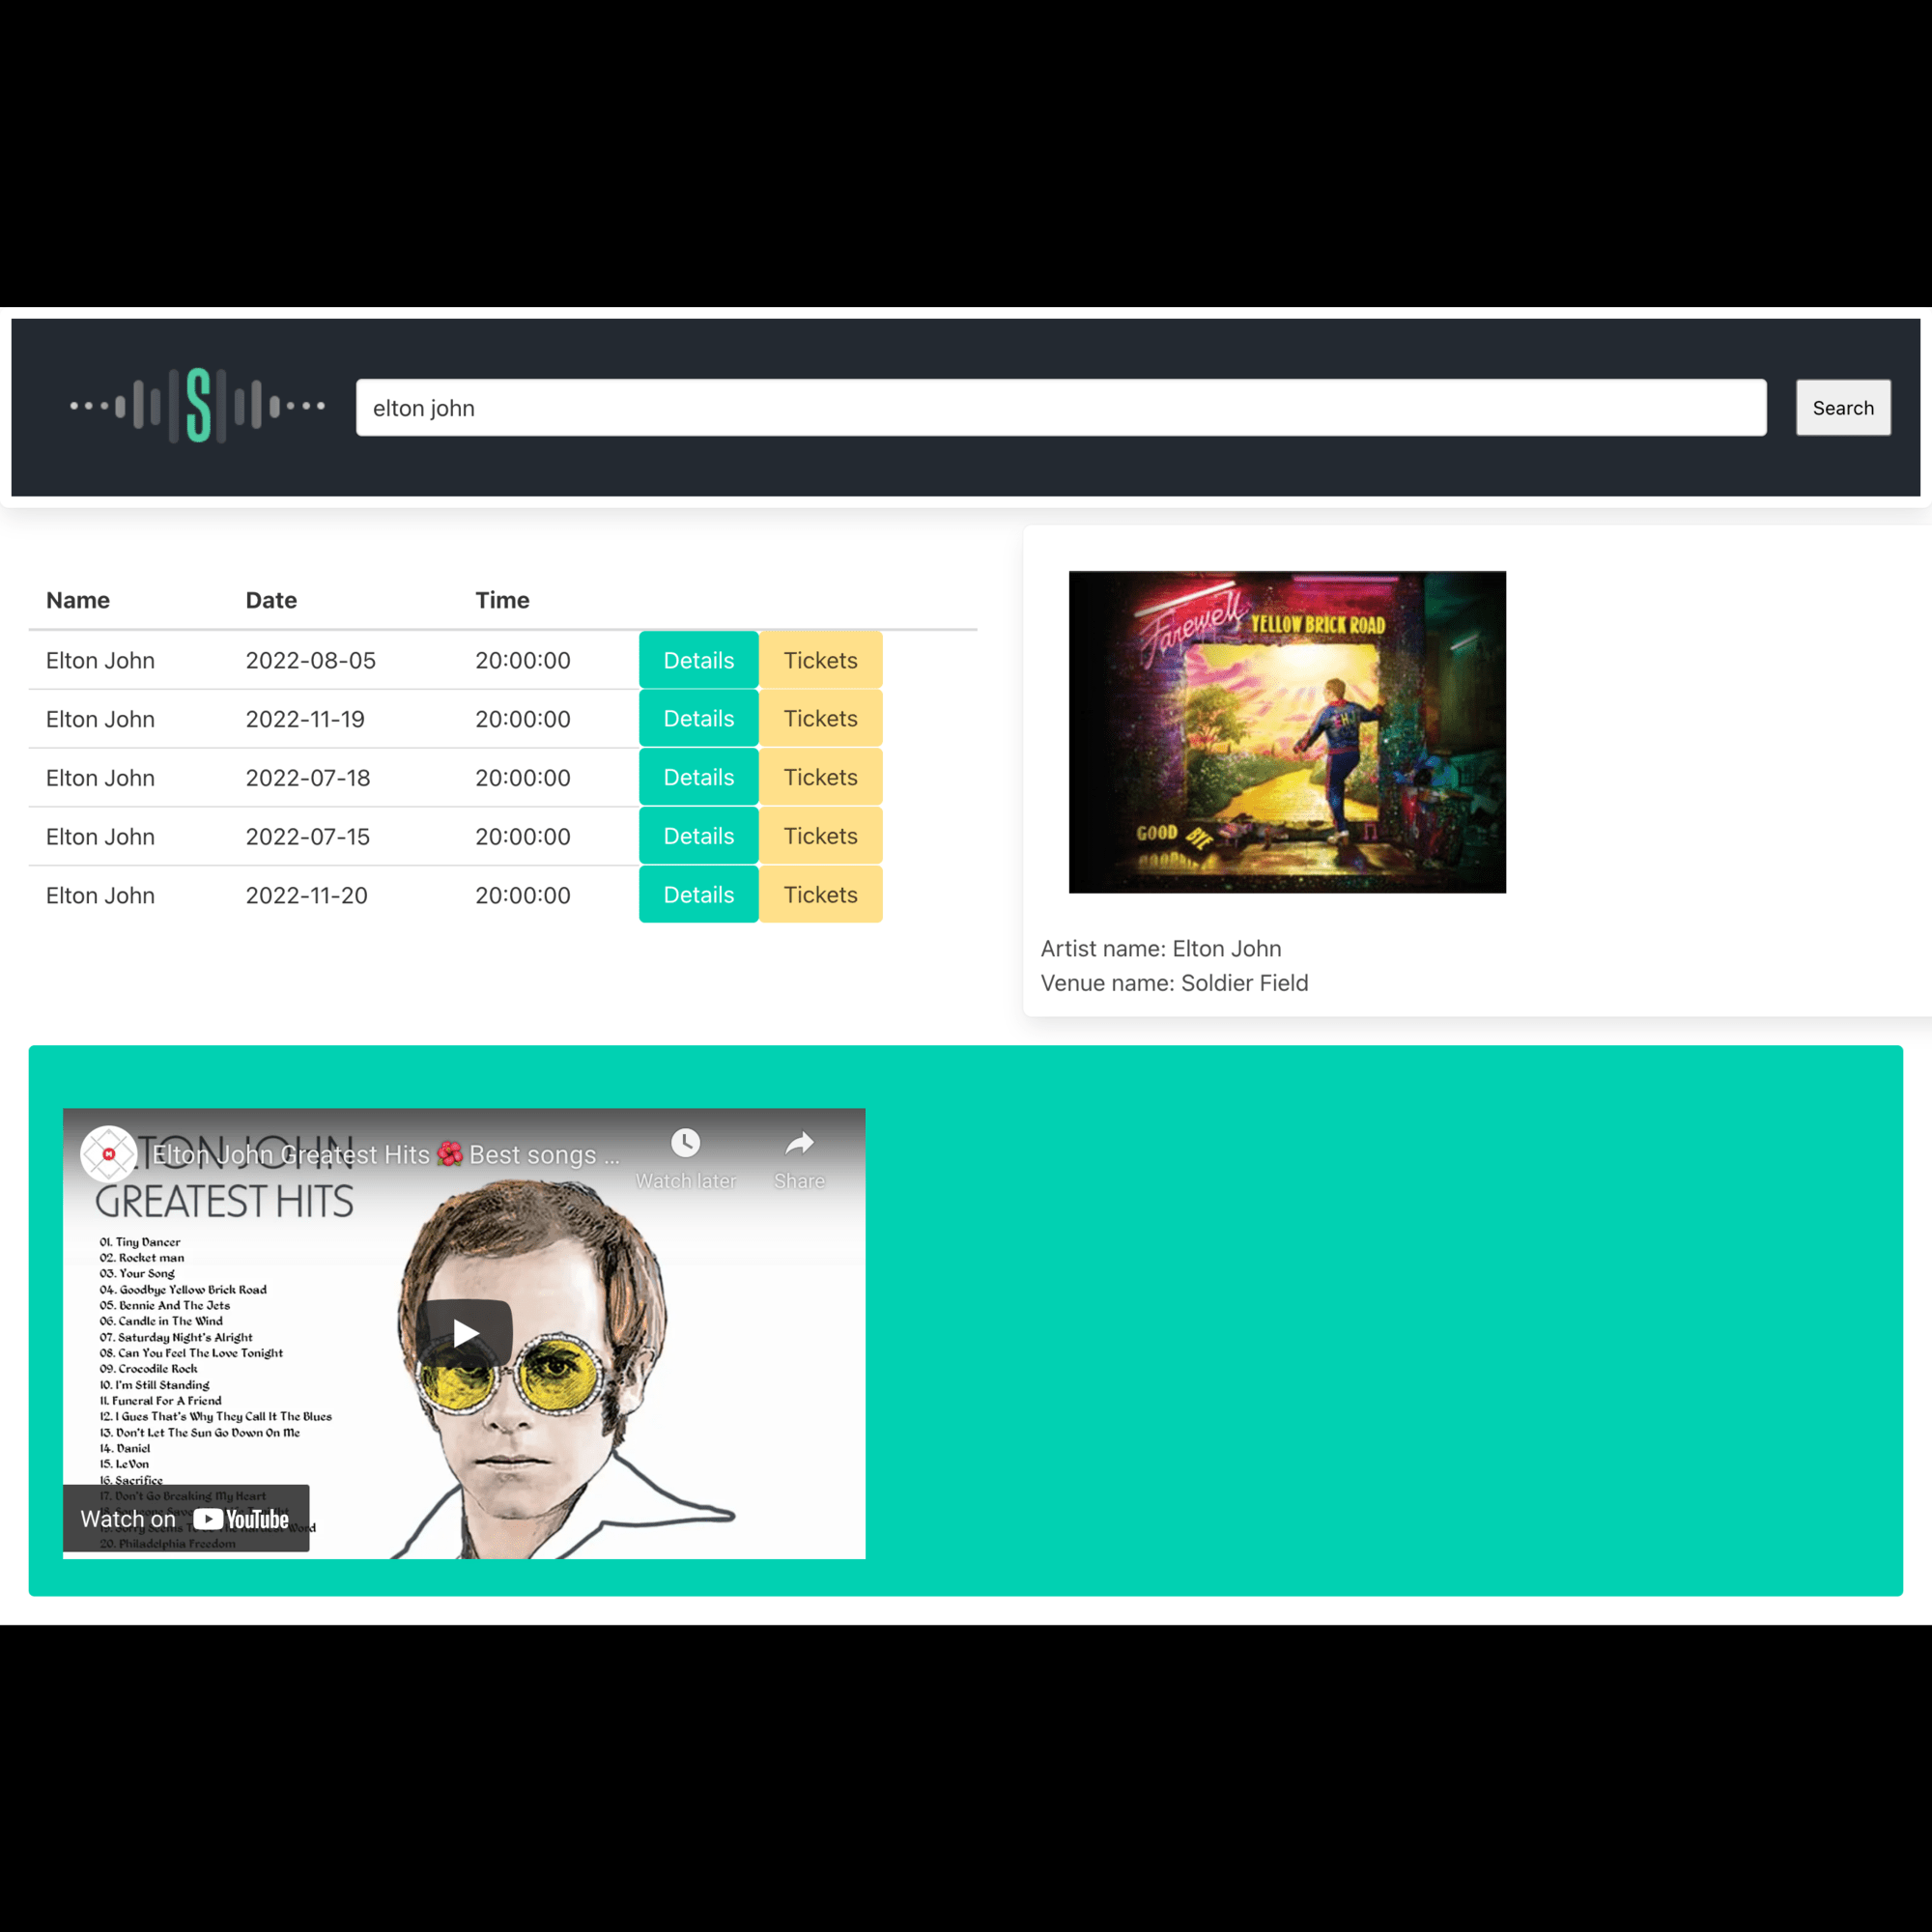 S
elton john
Search
Name Date Time
Elton John 2022-08-05 20:00:00 Details Tickets
Elton John 2022-11-19 20:00:00 Details Tickets
Elton John 2022-07-18 20:00:00 Details Tickets
Elton John 2022-07-15 20:00:00 Details Tickets
Elton John 2022-11-20 20:00:00 Details Tickets
Farewell YELLOW BRICK ROAD
EHJ
GOOD BYE
Artist name: Elton John
Venue name: Soldier Field
Elton John Greatest Hits🌺 Best songs ...
Watch later
Share
ELTON JOHN
GREATEST HITS
01. Tiny Dancer
02. Rocket man
03. Your Song
04. Goodbye Yellow Brick Road
05. Bennie And The Jets
06. Candle in The Wind
07. Saturday Night's Alright
08. Can You Feel The Love Tonight
09. Crocodile Rock
10. I'm Still Standing
11. Funeral For A Friend
12. I Gues That's Why They Call It The Blues
13. Don't Let The Sun Go Down On Me
14. Daniel
15. LeVon
16. Sacrifice
17. Don't Go Breaking My Heart
Word
20. Philadelphia Freedom
Watch on YouTube